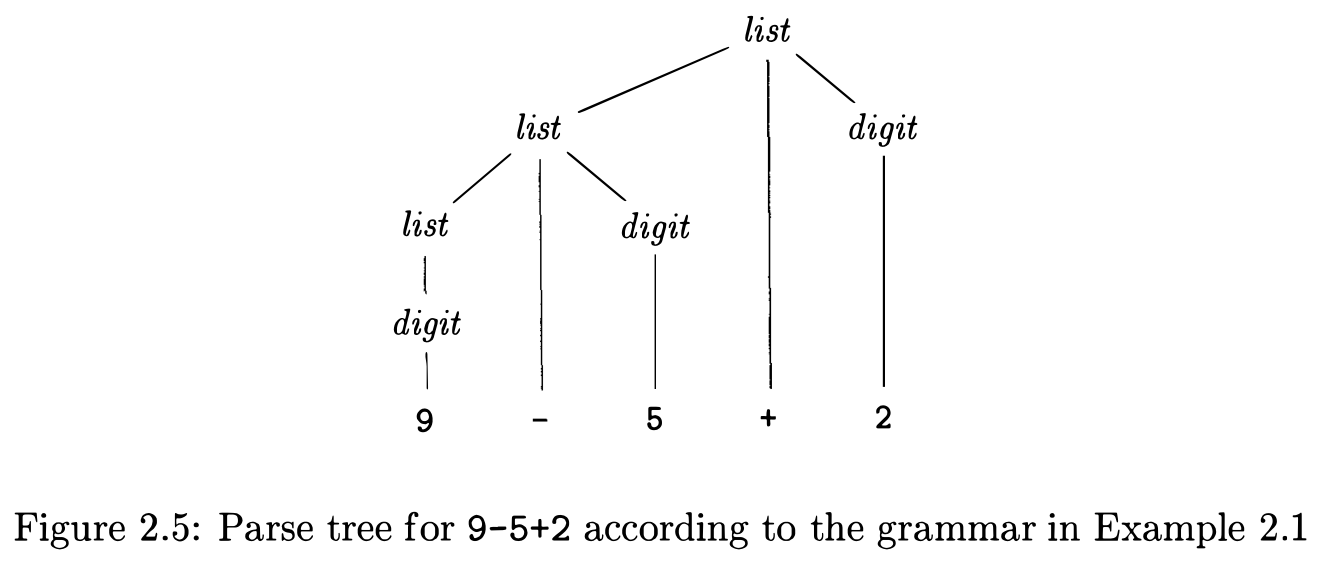 list
list digit
list digit
digit
9 - 5 + 2
Figure 2.5: Parse tree for 9-5+2 according to the grammar in Example 2.1